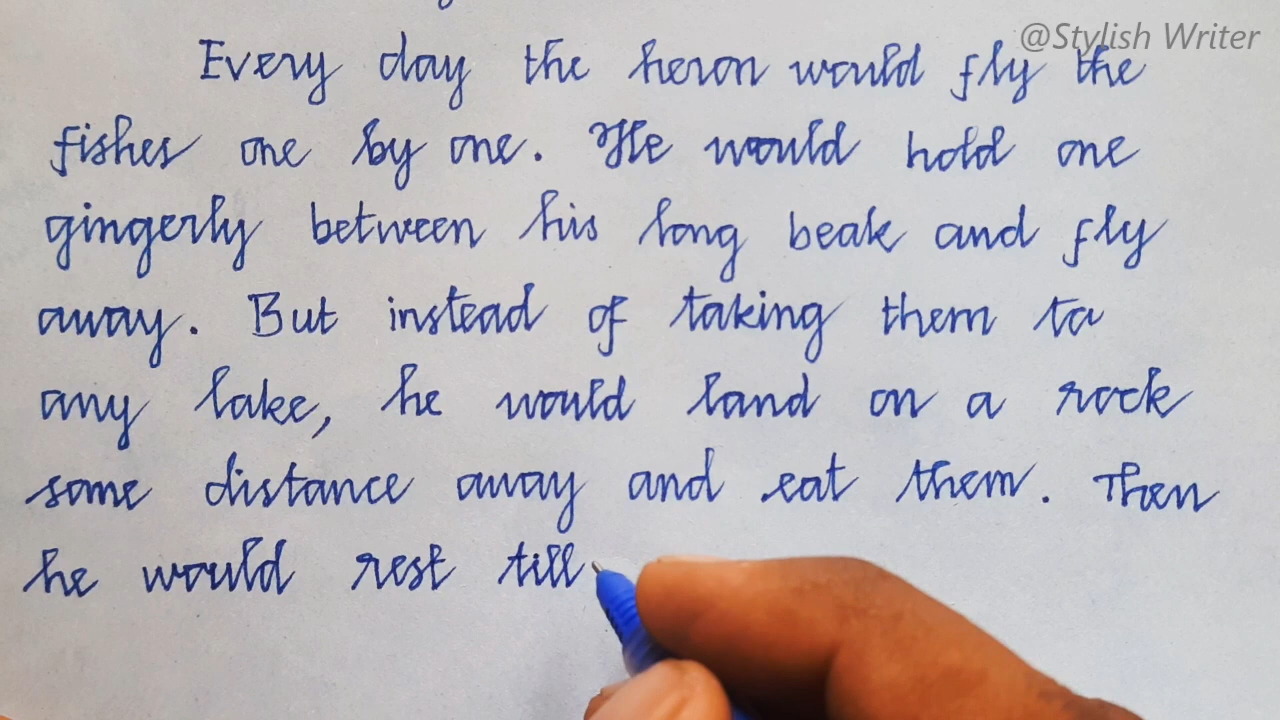 @Stylish Writer
Every day the heron would fly the
fishes one by one. He would hold one
gingerly between his long beak and fly
away. But instead of taking them to
any lake, he would land on a rock
some distance away and eat them. Then
he would rest till